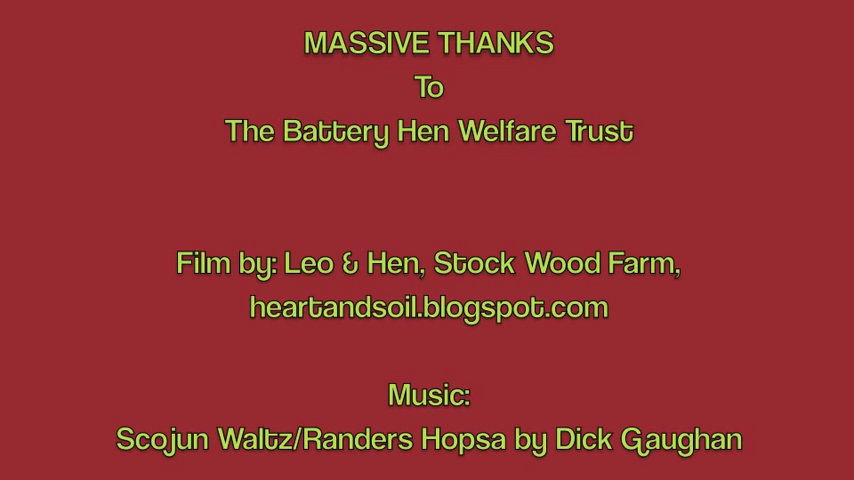 MASSIVE THANKS
To
The Battery Hen Welfare Trust
Film by: Leo & Hen, Stock Wood Farm,
heartandsoil.blogspot.com
Music:
Scojun Waltz/Randers Hopsa by Dick Gaughan